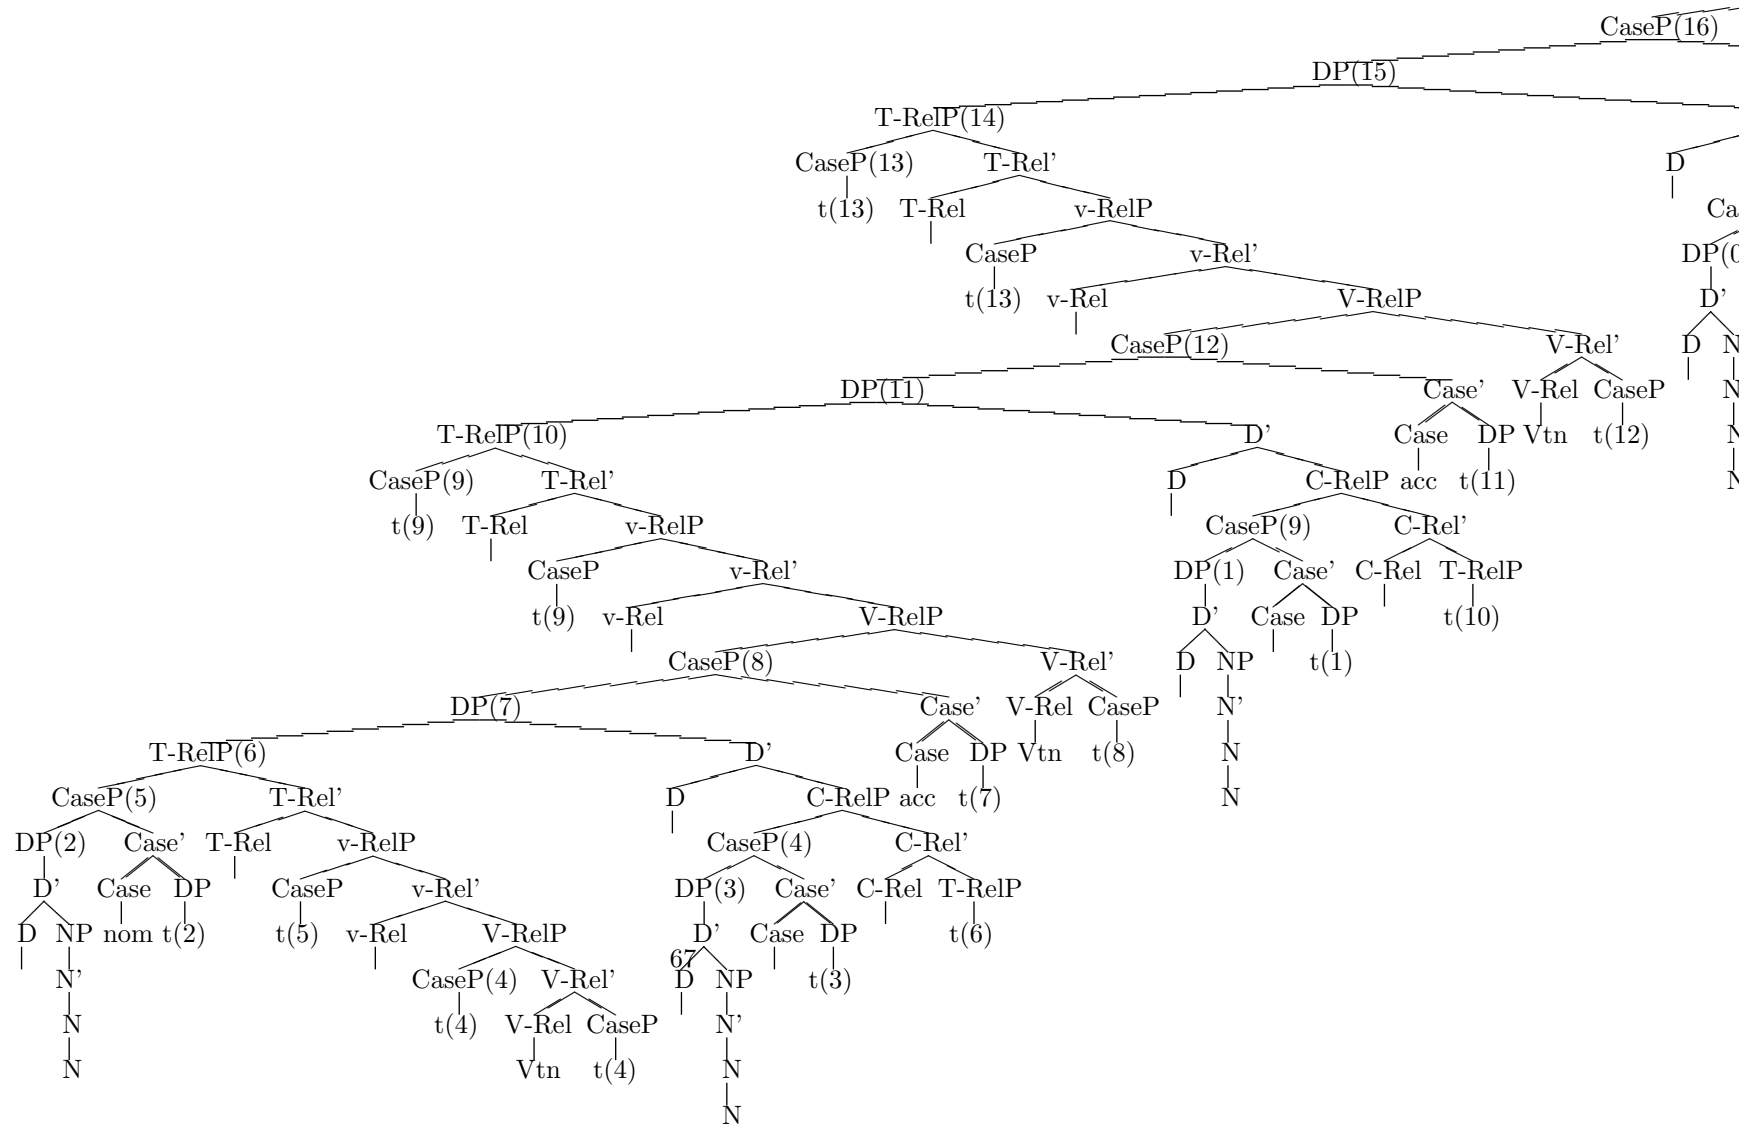 CaseP(16)
DP(15)
T-RelP(14)
CaseP(13) T-Rel' D
t(13) T-Rel v-RelP Ca
CaseP v-Rel' DP(0
t(13) v-Rel V-RelP D'
CaseP(12) V-Rel' D N
DP(11) Case' V-Rel CaseP N
T-RelP(10) D' Case DP Vtn t(12) N
CaseP(9) T-Rel' D C-RelP acc t(11) N
t(9) T-Rel v-RelP CaseP(9) C-Rel'
CaseP v-Rel' DP(1) Case' C-Rel T-RelP
t(9) v-Rel V-RelP D' Case DP t(10)
CaseP(8) V-Rel' D NP t(1)
DP(7) Case' V-Rel CaseP N'
T-RelP(6) D' Case DP Vtn t(8) N
CaseP(5) T-Rel' D C-RelP acc t(7) N
DP(2) Case' T-Rel v-RelP CaseP(4) C-Rel'
D' Case DP CaseP v-Rel' DP(3) Case' C-Rel T-RelP
D NP nom t(2) t(5) v-Rel V-RelP D' Case DP t(6)
67
N' CaseP(4) V-Rel' D NP t(3)
N t(4) V-Rel CaseP N'
N Vtn t(4) N
N